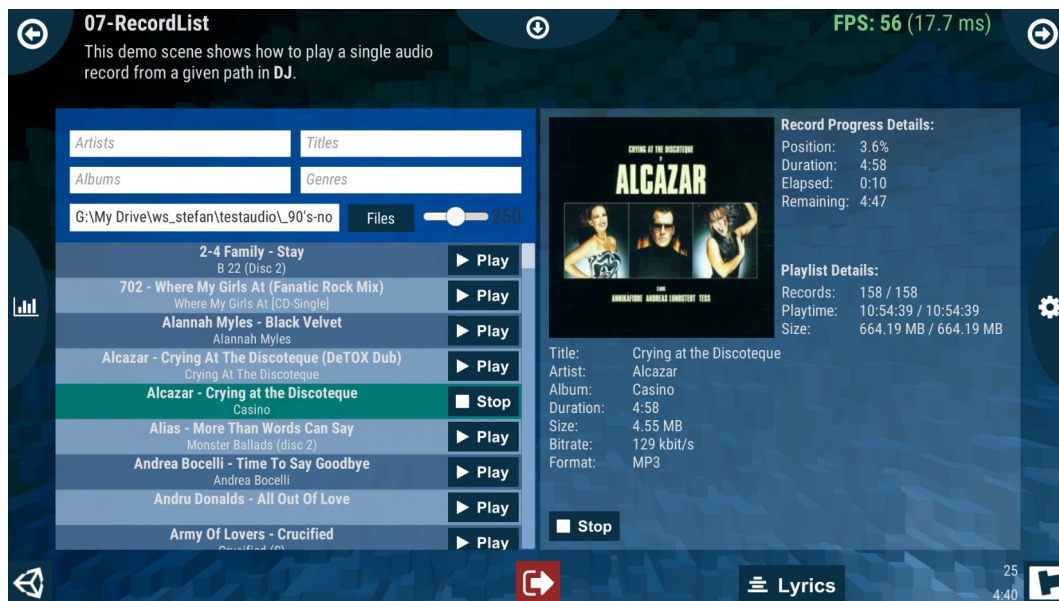 07-RecordList
This demo scene shows how to play a single audio
record from a given path in DJ.
FPS: 56 (17.7 ms)
Artists
Titles
Albums
Genres
G:\My Drive\ws_stefan\testaudio\_90's-no
Files
250
2-4 Family - Stay
B 22 (Disc 2)
Play
702 - Where My Girls At (Fanatic Rock Mix)
Where My Girls At [CD-Single]
Play
Alannah Myles - Black Velvet
Alannah Myles
Play
Alcazar - Crying At The Discoteque (DeTOX Dub)
Crying At The Discoteque
Play
Alcazar - Crying at the Discoteque
Casino
Stop
Alias - More Than Words Can Say
Monster Ballads (disc 2)
Play
Andrea Bocelli - Time To Say Goodbye
Andrea Bocelli
Play
Andru Donalds - All Out Of Love
Play
Army Of Lovers - Crucified
Crucified (S)
Play
CRYING AT THE DISCOTEQUE
ALCAZAR
ANNIKAFIORE ANDREAS LUNDSTEDT TESS
Record Progress Details:
Position: 3.6%
Duration: 4:58
Elapsed: 0:10
Remaining: 4:47
Playlist Details:
Records: 158 / 158
Playtime: 10:54:39 / 10:54:39
Size: 664.19 MB / 664.19 MB
Title: Crying at the Discoteque
Artist: Alcazar
Album: Casino
Duration: 4:58
Size: 4.55 MB
Bitrate: 129 kbit/s
Format: MP3
Stop
Lyrics
25
4:40